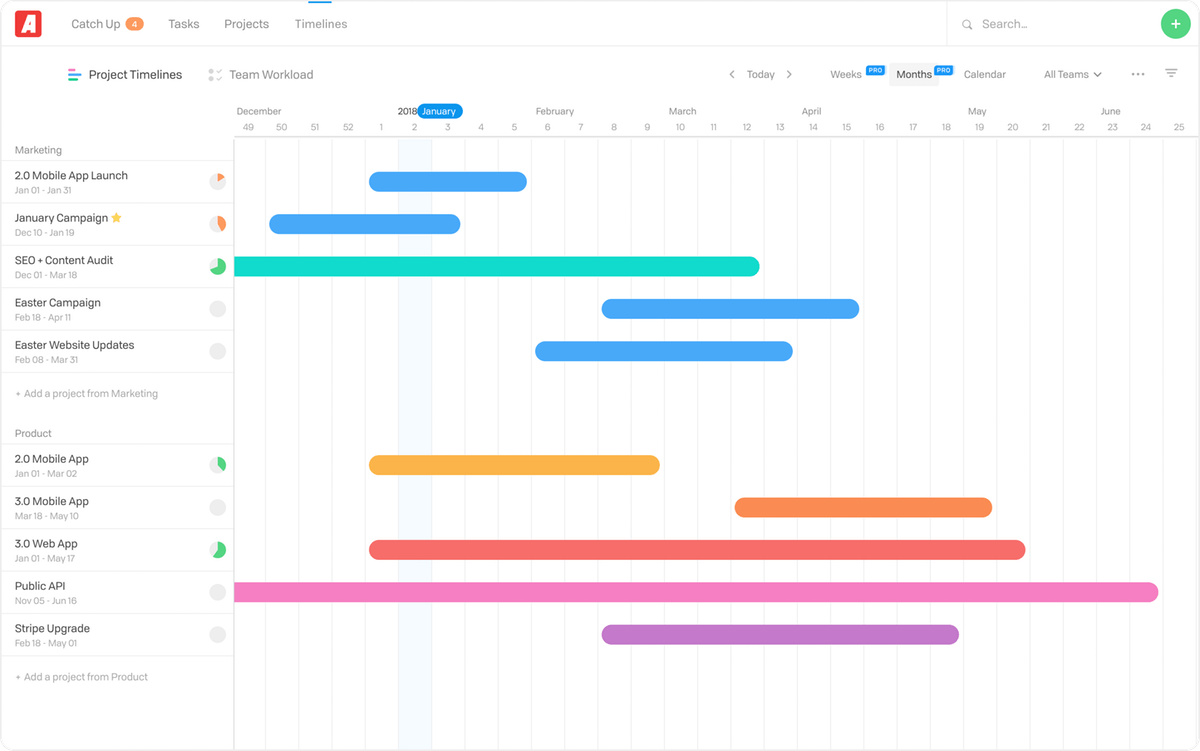 A Catch Up 4 Tasks Projects Timelines Search... +
Project Timelines Team Workload Today Weeks PRO Months PRO Calendar All Teams
December 2018 January February March April May June
49 50 51 52 1 2 3 4 5 6 7 8 9 10 11 12 13 14 15 16 17 18 19 20 21 22 23 24 25
Marketing
2.0 Mobile App Launch
Jan 01 - Jan 31
January Campaign ⭐
Dec 10 - Jan 19
SEO + Content Audit
Dec 01 - Mar 18
Easter Campaign
Feb 18 - Apr 11
Easter Website Updates
Feb 08 - Mar 31
+ Add a project from Marketing
Product
2.0 Mobile App
Jan 01 - Mar 02
3.0 Mobile App
Mar 18 - May 10
3.0 Web App
Jan 01 - May 17
Public API
Nov 05 - Jun 16
Stripe Upgrade
Feb 18 - May 01
+ Add a project from Product